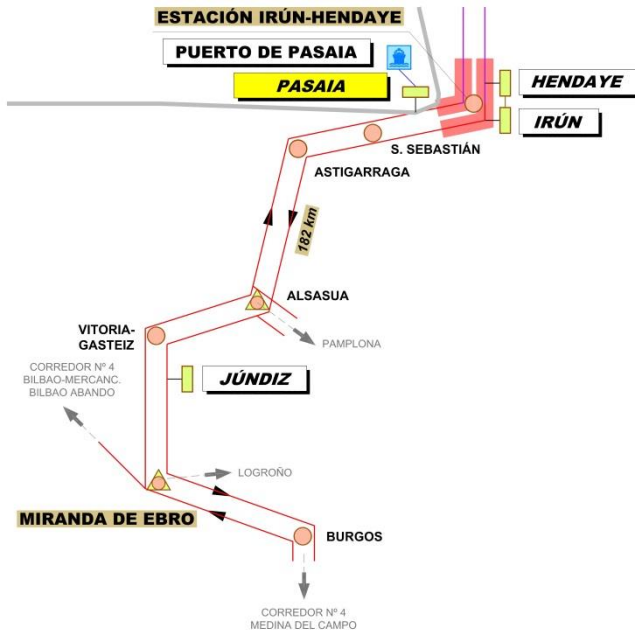 ESTACIÓN IRÚN-HENDAYE
PUERTO DE PASAIA
PASAIA
HENDAYE
IRÚN
S. SEBASTIÁN
ASTIGARRAGA
182 km
ALSASUA
VITORIA-
GASTEIZ
PAMPLONA
CORREDOR Nº 4
BILBAO-MERCANC.
BILBAO ABANDO
JÚNDIZ
LOGROÑO
MIRANDA DE EBRO
BURGOS
CORREDOR Nº 4
MEDINA DEL CAMPO